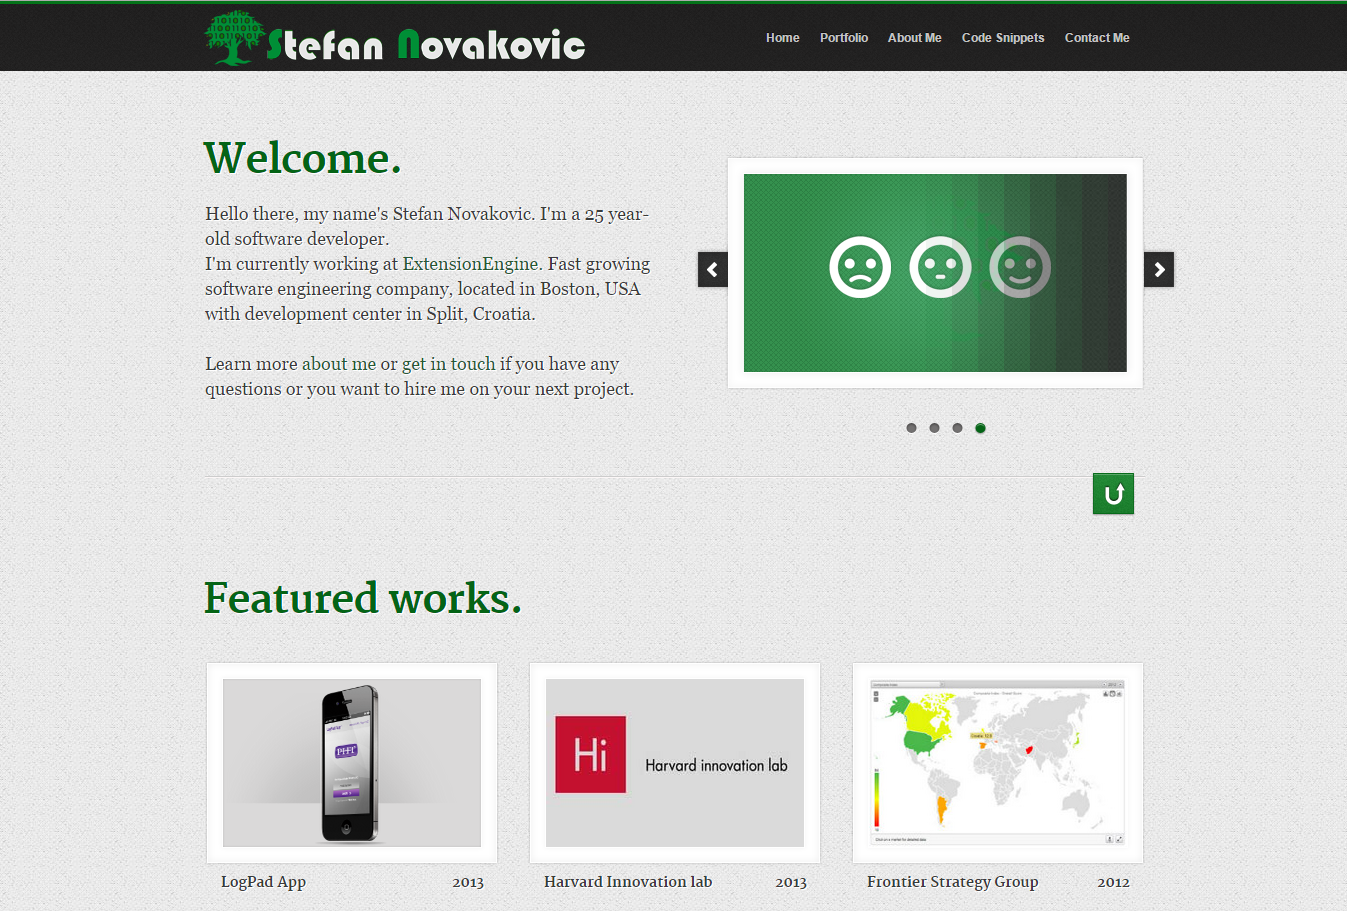 Stefan Novakovic
Home Portfolio About Me Code Snippets Contact Me
Welcome.
Hello there, my name's Stefan Novakovic. I'm a 25 year-
old software developer.
I'm currently working at ExtensionEngine. Fast growing
software engineering company, located in Boston, USA
with development center in Split, Croatia.
Learn more about me or get in touch if you have any
questions or you want to hire me on your next project.
Featured works.
Hi
Harvard innovation lab
LogPad App 2013
Harvard Innovation lab 2013
Frontier Strategy Group 2012